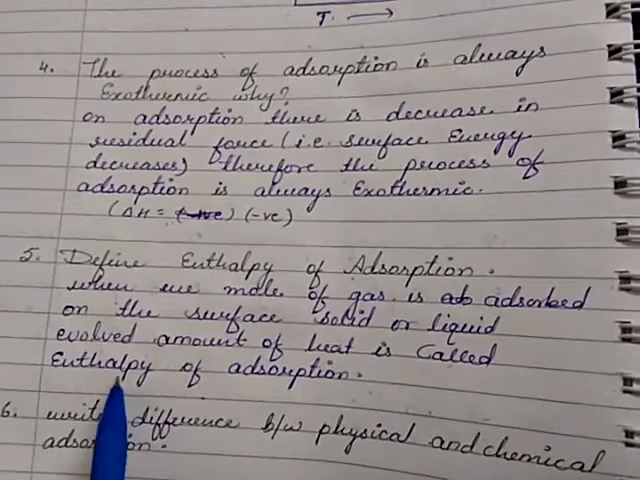 T. →
4. The process of adsorption is always
Exothermic why?
on adsorption there is decrease in
residual force (i.e. surface Energy
decreases) therefore the process of
adsorption is always Exothermic.
(ΔH = (+ve) (-ve)
5. Define Enthalpy of Adsorption.
when one mole of gas is ab adsorbed
on the surface solid or liquid
evolved amount of heat is Called
Enthalpy of adsorption.
6. write difference b/w physical and chemical